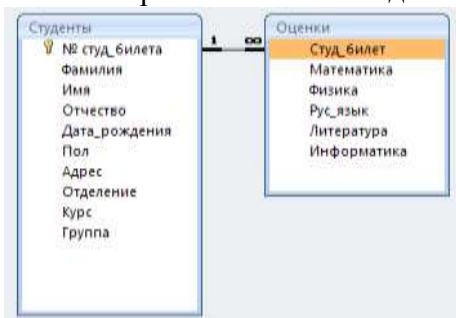 Студенты
№ студ_билета
Фамилия
Имя
Отчество
Дата_рождения
Пол
Адрес
Отделение
Курс
Группа
1 ∞
Оценки
Студ_билет
Математика
Физика
Рус_язык
Литература
Информатика